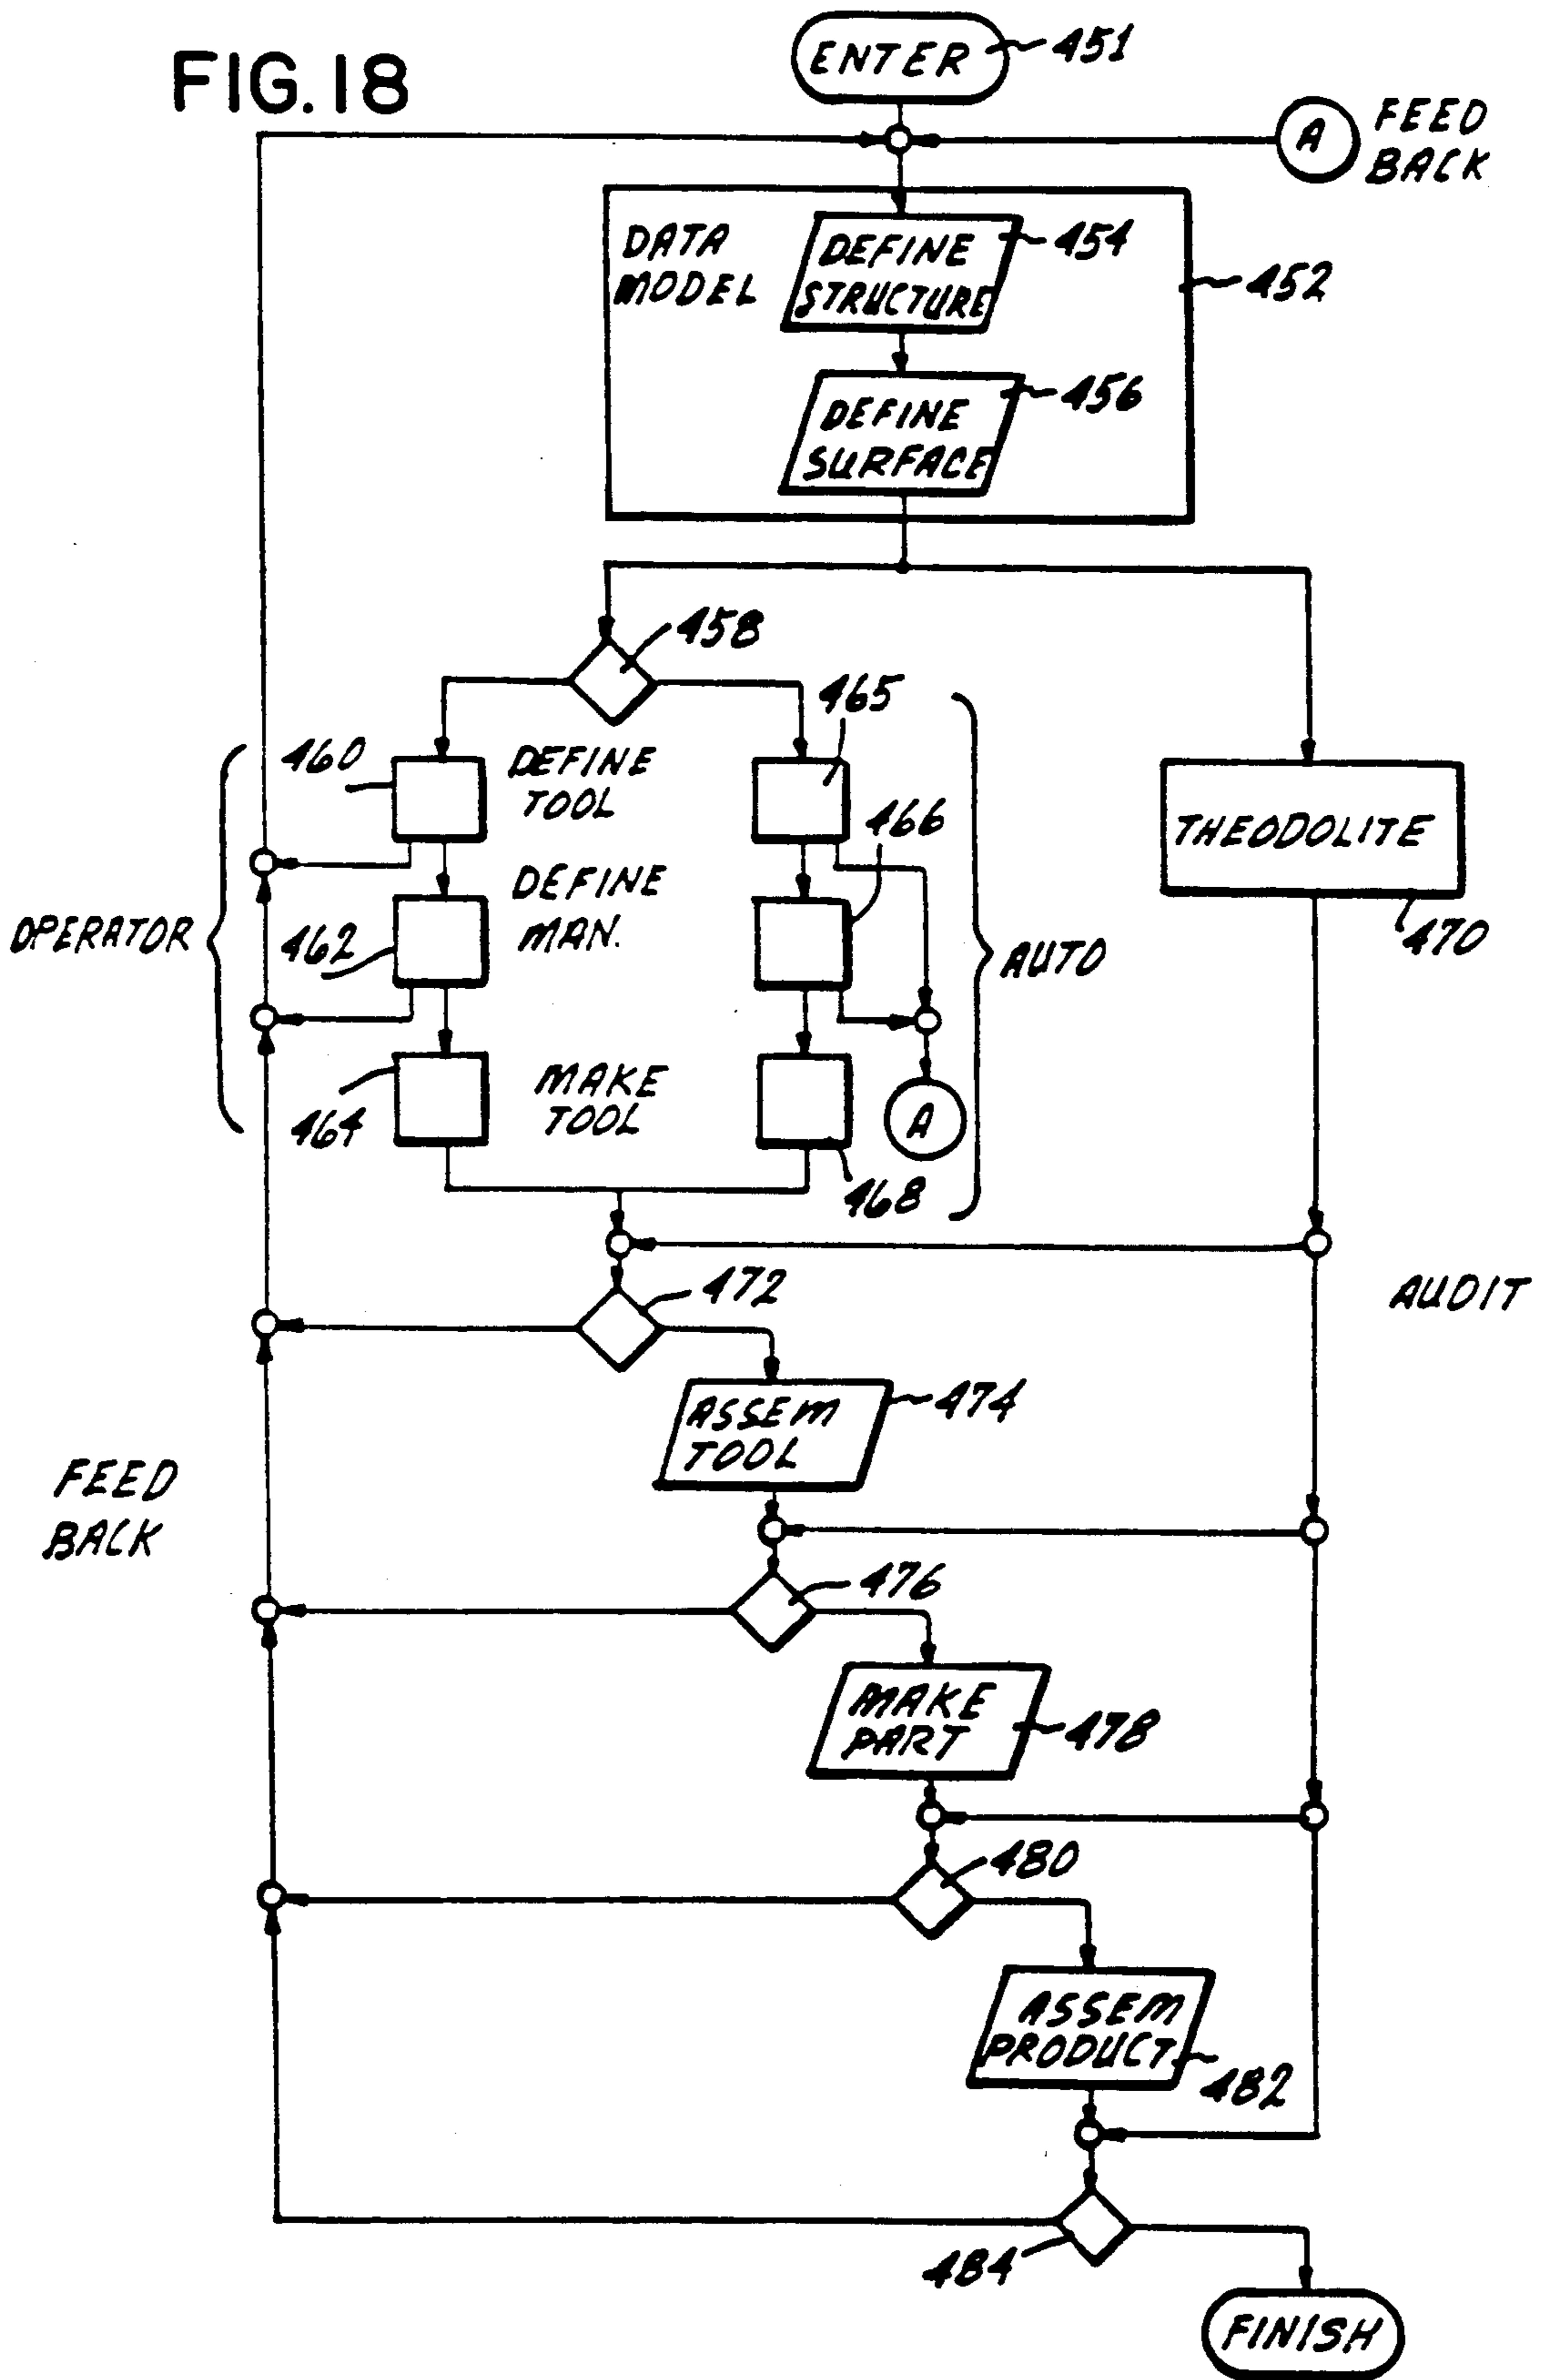 FIG.18
ENTER
451
A
FEED
BACK
DATA
MODEL
DEFINE
STRUCTURE
454
452
DEFINE
SURFACE
456
458
465
460
DEFINE
TOOL
466
THEODOLITE
470
OPERATOR
462
DEFINE
MAN.
AUTO
464
MAKE
TOOL
A
468
472
AUDIT
ASSEM
TOOL
474
FEED
BACK
476
MAKE
PART
478
480
ASSEM
PRODUCT
482
484
FINISH